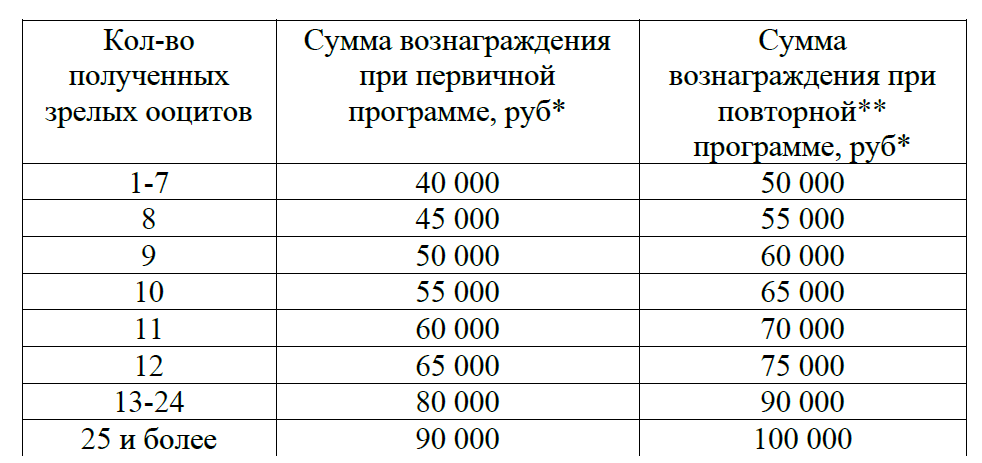 Кол-во
полученных
зрелых ооцитов
Сумма вознаграждения
при первичной
программе, руб*
Сумма
вознаграждения при
повторной**
программе, руб*
1-7 40 000 50 000
8 45 000 55 000
9 50 000 60 000
10 55 000 65 000
11 60 000 70 000
12 65 000 75 000
13-24 80 000 90 000
25 и более 90 000 100 000